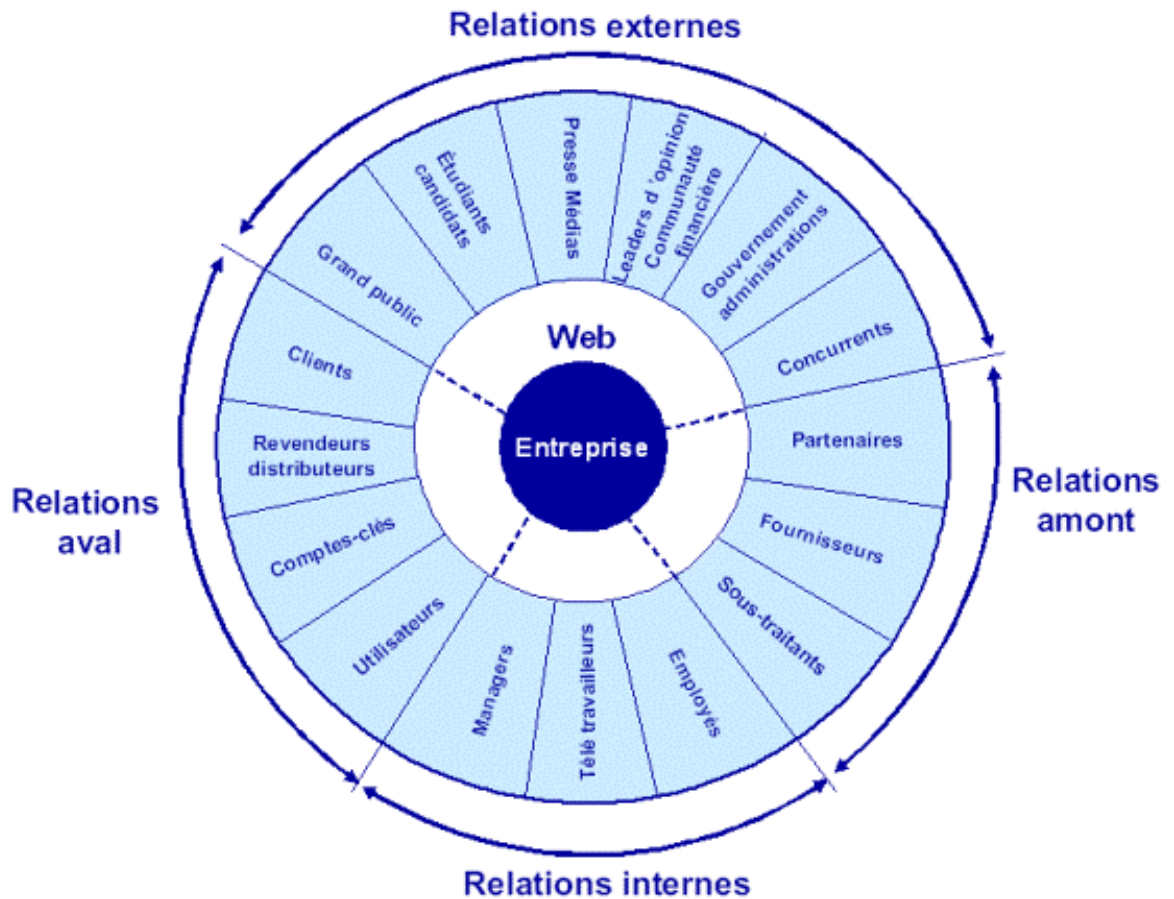 Relations externes
Étudiants
candidats
Presse Médias
Leaders d 'opinion
Communauté
financière
Gouvernement
administrations
Grand public
Concurrents
Web
Clients
Entreprise
Partenaires
Revendeurs
distributeurs
Relations
aval
Relations
amont
Comptes-clés
Fournisseurs
Utilisateurs
Sous-traitants
Managers
Télé travailleurs
Employés
Relations internes